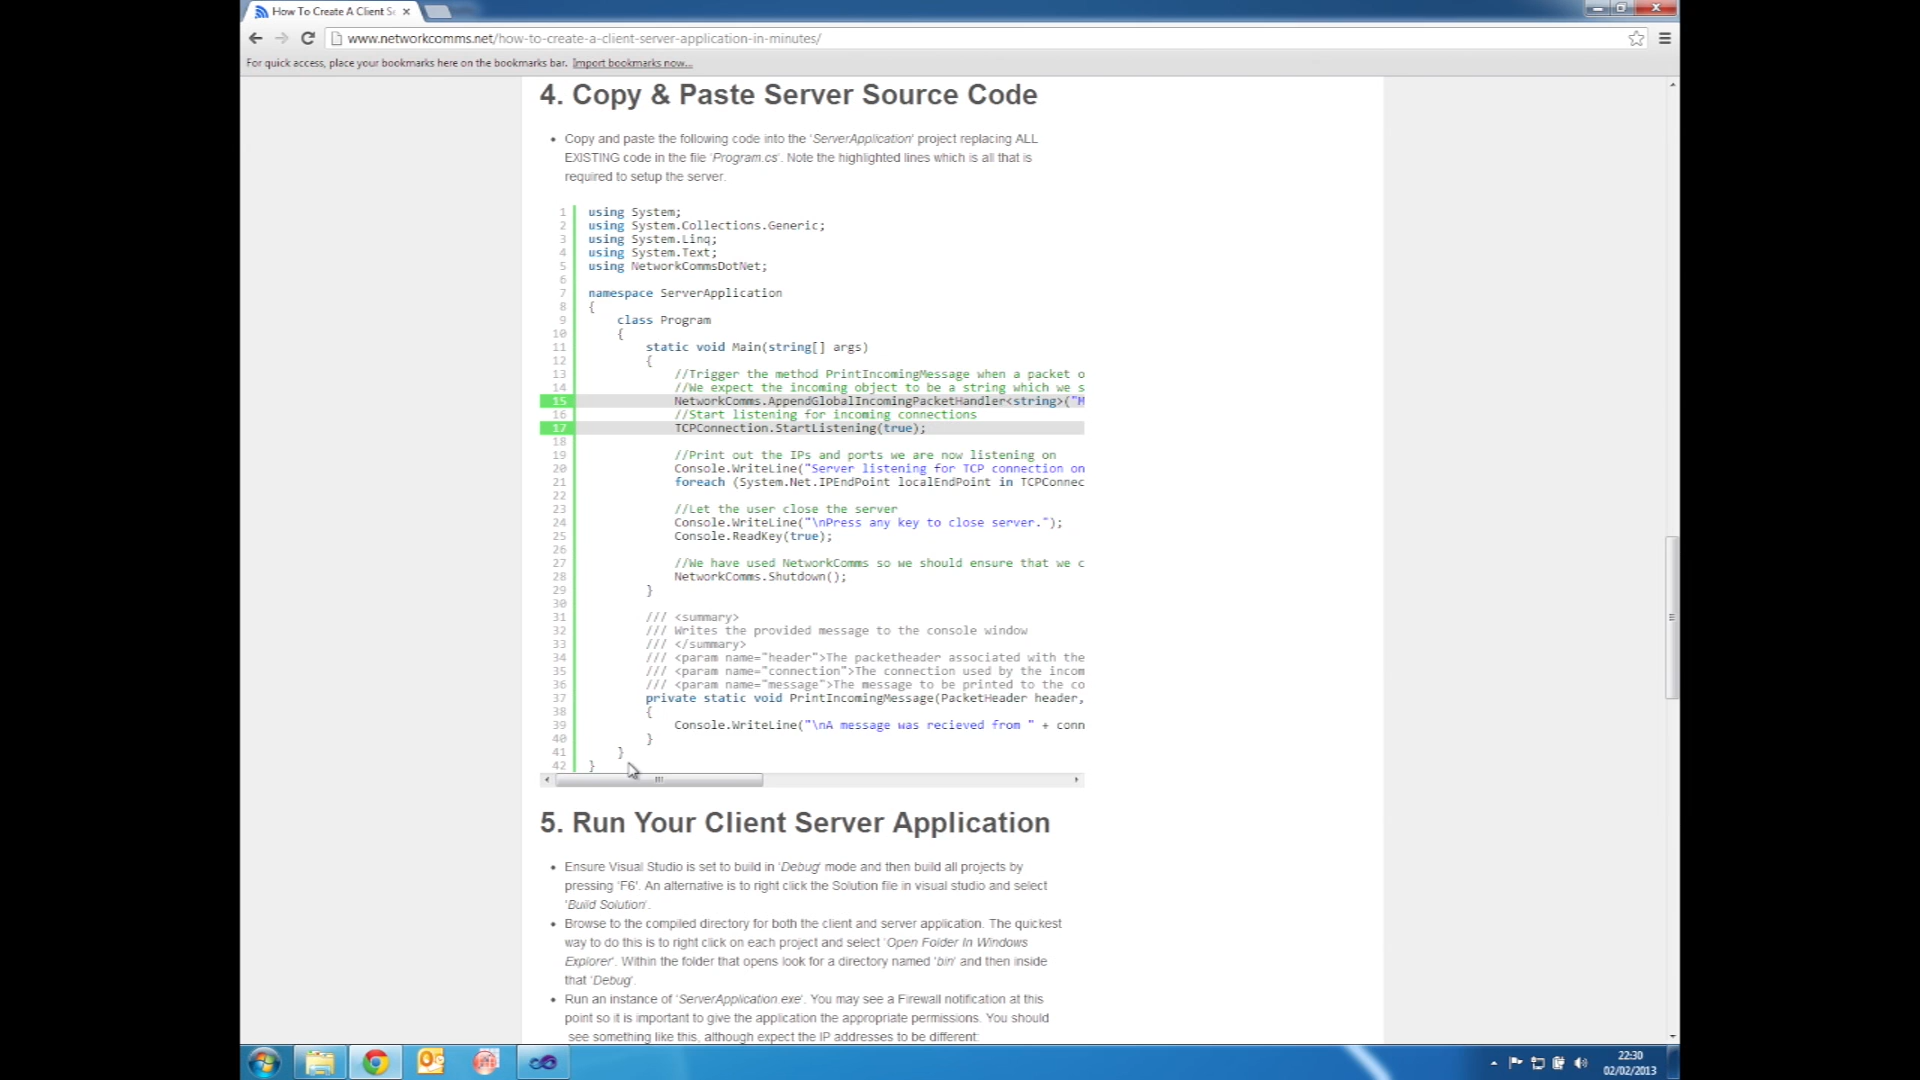 How To Create A Client Se
www.networkcomms.net/how-to-create-a-client-server-application-in-minutes/
For quick access, place your bookmarks here on the bookmarks bar. Import bookmarks now...
4. Copy & Paste Server Source Code
• Copy and paste the following code into the 'ServerApplication' project replacing ALL
EXISTING code in the file 'Program.cs'. Note the highlighted lines which is all that is
required to setup the server.
1 using System;
2 using System.Collections.Generic;
3 using System.Linq;
4 using System.Text;
5 using NetworkCommsDotNet;
6
7 namespace ServerApplication
8 {
9 class Program
10 {
11 static void Main(string[] args)
12 {
13 //Trigger the method PrintIncomingMessage when a packet o
14 //We expect the incoming object to be a string which we s
15 NetworkComms.AppendGlobalIncomingPacketHandler<string>("M
16 //Start listening for incoming connections
17 TCPConnection.StartListening(true);
18
19 //Print out the IPs and ports we are now listening on
20 Console.WriteLine("Server listening for TCP connection on
21 foreach (System.Net.IPEndPoint localEndPoint in TCPConnec
22
23 //Let the user close the server
24 Console.WriteLine("\nPress any key to close server.");
25 Console.ReadKey(true);
26
27 //We have used NetworkComms so we should ensure that we c
28 NetworkComms.Shutdown();
29 }
30
31 /// <summary>
32 /// Writes the provided message to the console window
33 /// </summary>
34 /// <param name="header">The packetheader associated with the
35 /// <param name="connection">The connection used by the incom
36 /// <param name="message">The message to be printed to the co
37 private static void PrintIncomingMessage(PacketHeader header,
38 {
39 Console.WriteLine("\nA message was recieved from " + conn
40 }
41 }
42 }
5. Run Your Client Server Application
• Ensure Visual Studio is set to build in 'Debug' mode and then build all projects by
pressing 'F6'. An alternative is to right click the Solution file in visual studio and select
'Build Solution'.
• Browse to the compiled directory for both the client and server application. The quickest
way to do this is to right click on each project and select 'Open Folder In Windows
Explorer'. Within the folder that opens look for a directory named 'bin' and then inside
that 'Debug'.
• Run an instance of 'ServerApplication.exe'. You may see a Firewall notification at this
point so it is important to give the application the appropriate permissions. You should
see something like this, although expect the IP addresses to be different:
22:30
02/02/2013